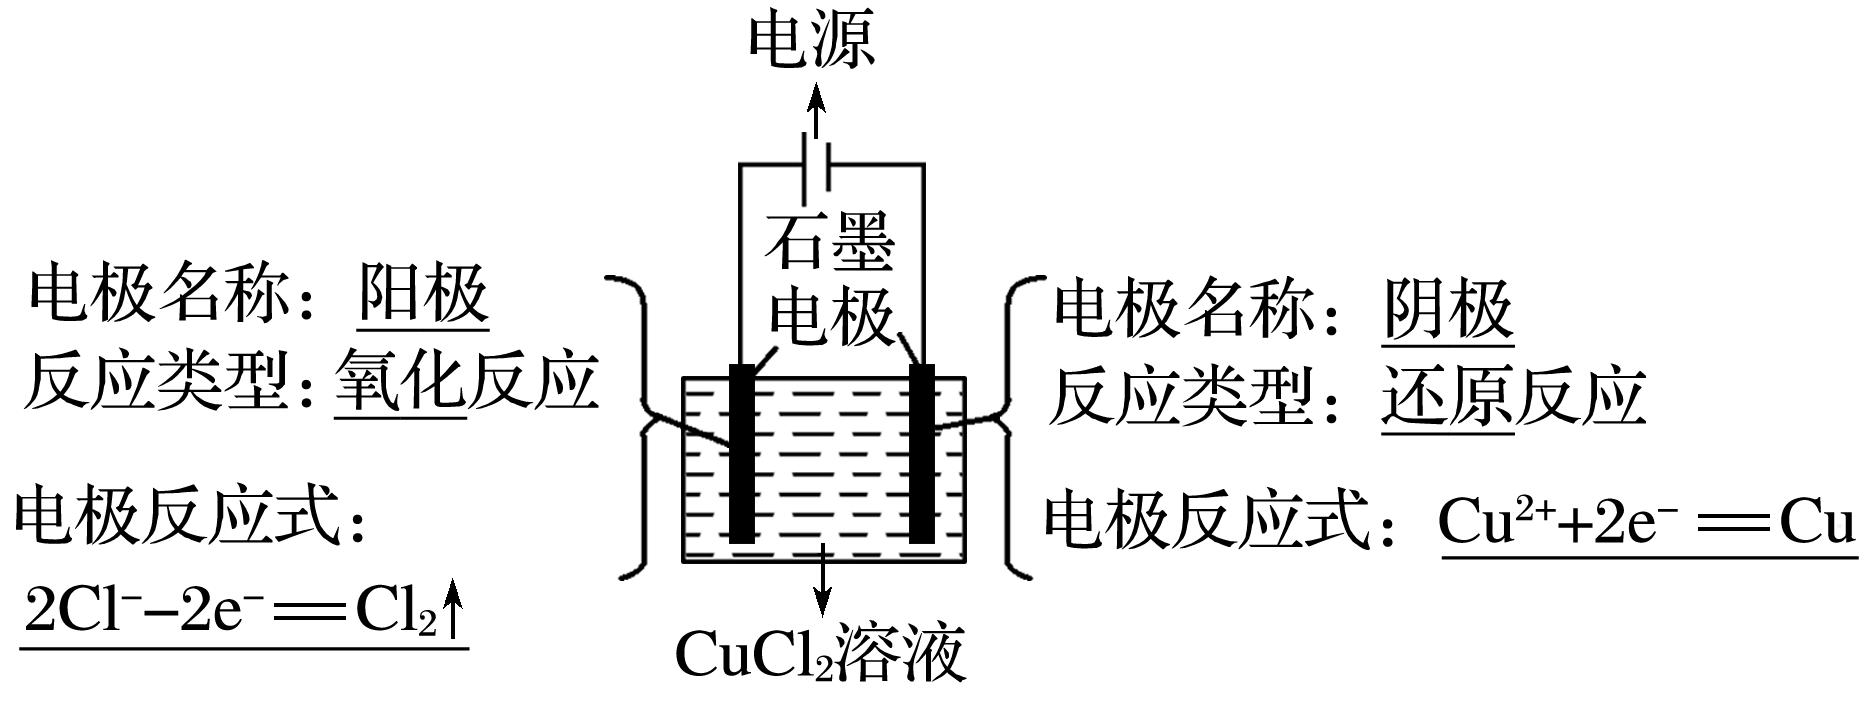 电源
石墨
电极
电极名称：阳极
反应类型：氧化反应
电极反应式：
2Cl⁻−2e⁻══Cl₂↑
电极名称：阴极
反应类型：还原反应
电极反应式：Cu²⁺+2e⁻══Cu
CuCl₂溶液